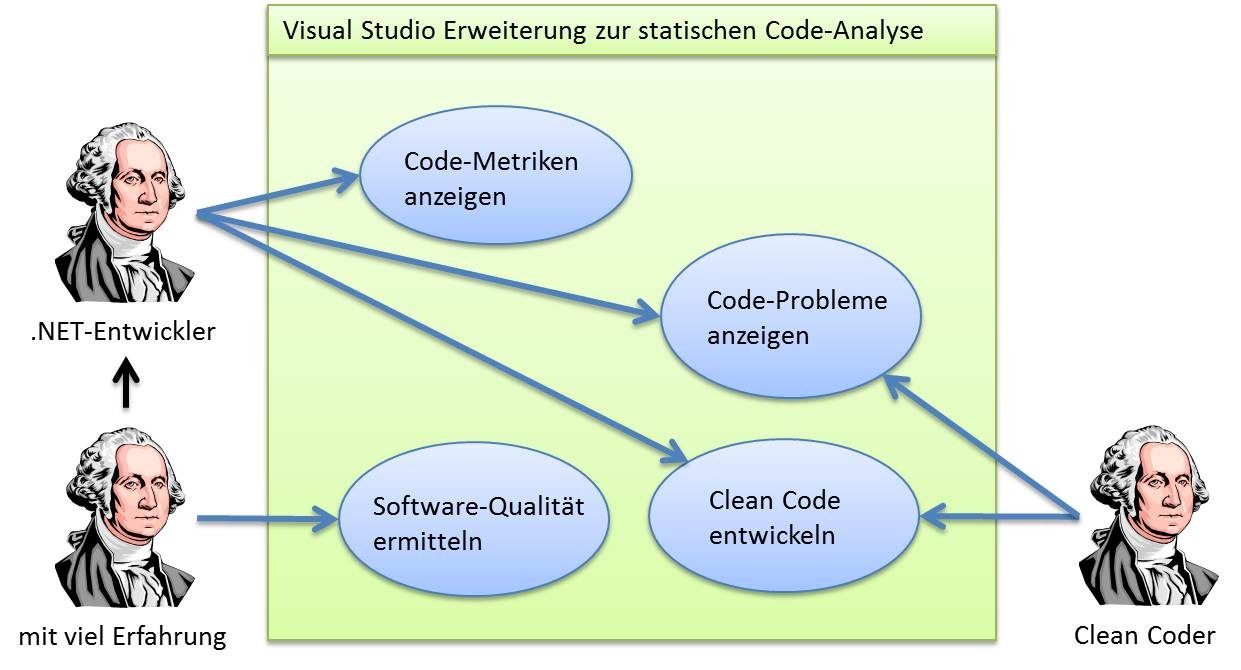 Visual Studio Erweiterung zur statischen Code-Analyse
Code-Metriken
anzeigen
Code-Probleme
anzeigen
.NET-Entwickler
Software-Qualität
ermitteln
Clean Code
entwickeln
mit viel Erfahrung
Clean Coder